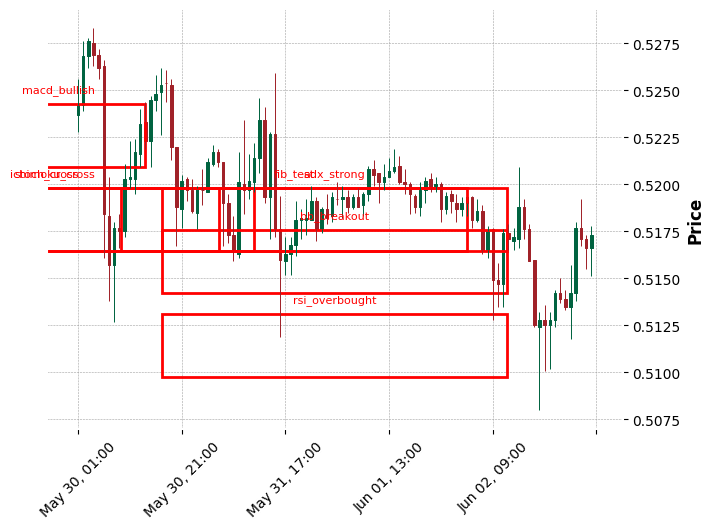 macd_bullish
stoch_cross
fib_test
adx_strong
bb_breakout
rsi_overbought
0.5275
0.5250
0.5225
0.5200
0.5175
0.5150
0.5125
0.5100
0.5075
Price
May 30, 01:00
May 30, 21:00
May 31, 17:00
Jun 01, 13:00
Jun 02, 09:00